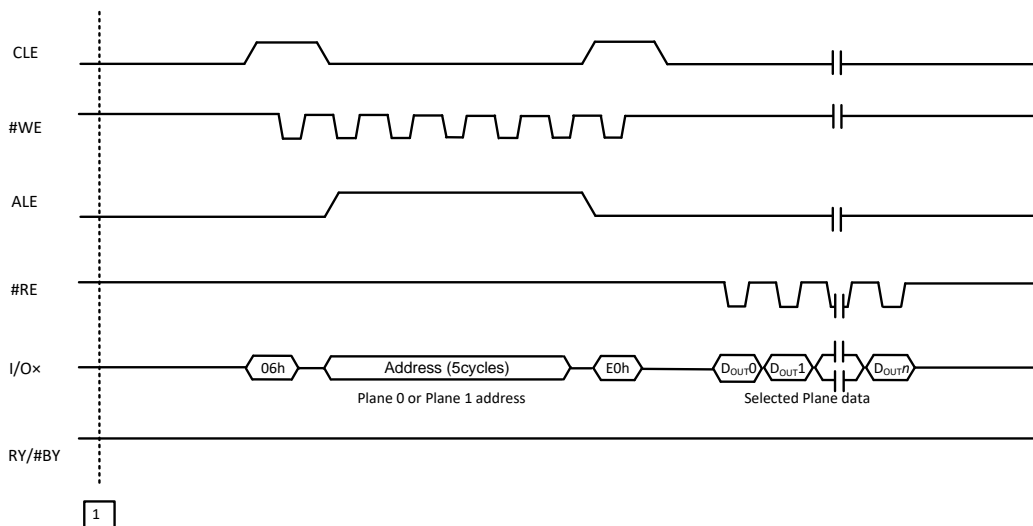 CLE
#WE
ALE
#RE
I/O×
06h
Address (5cycles)
E0h
DOUT0
DOUT1
DOUTn
Plane 0 or Plane 1 address
Selected Plane data
RY/#BY
1